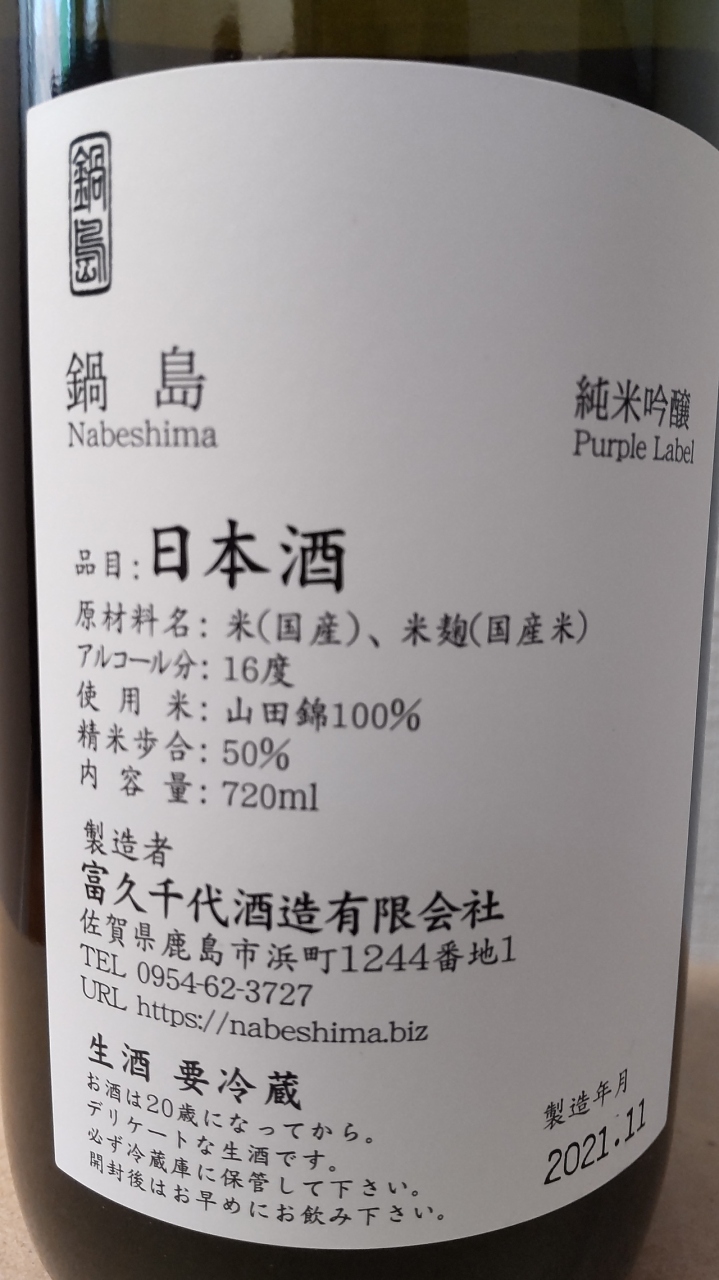 鍋島
鍋島
Nabeshima
純米吟醸
Purple Label
品目:日本酒
原材料名:米(国産)、米麹(国産米)
アルコール分:16度
使用米:山田錦100%
精米歩合:50%
内容量:720ml
製造者
富久千代酒造有限会社
佐賀県鹿島市浜町1244番地1
TEL 0954-62-3727
URL https://nabeshima.biz
生酒 要冷蔵
お酒は20歳になってから。
デリケートな生酒です。
必ず冷蔵庫に保管して下さい。
開封後はお早めにお飲み下さい。
製造年月
2021.11